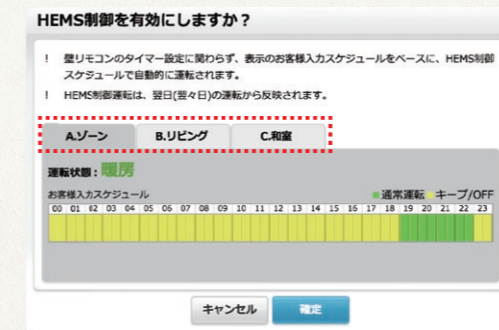 HEMS制御を有効にしますか？
! 壁リモコンのタイマー設定に関わらず、表示のお客様入力スケジュールをベースに、HEMS制御
スケジュールで自動的に運転されます。
! HEMS制御運転は、翌日(翌々日)の運転から反映されます。
A.ゾーン B.リビング C.和室
運転状態：暖房
お客様入力スケジュール 通常運転 キープ/OFF
00 01 02 03 04 05 06 07 08 09 10 11 12 13 14 15 16 17 18 19 20 21 22 23
キャンセル 確定